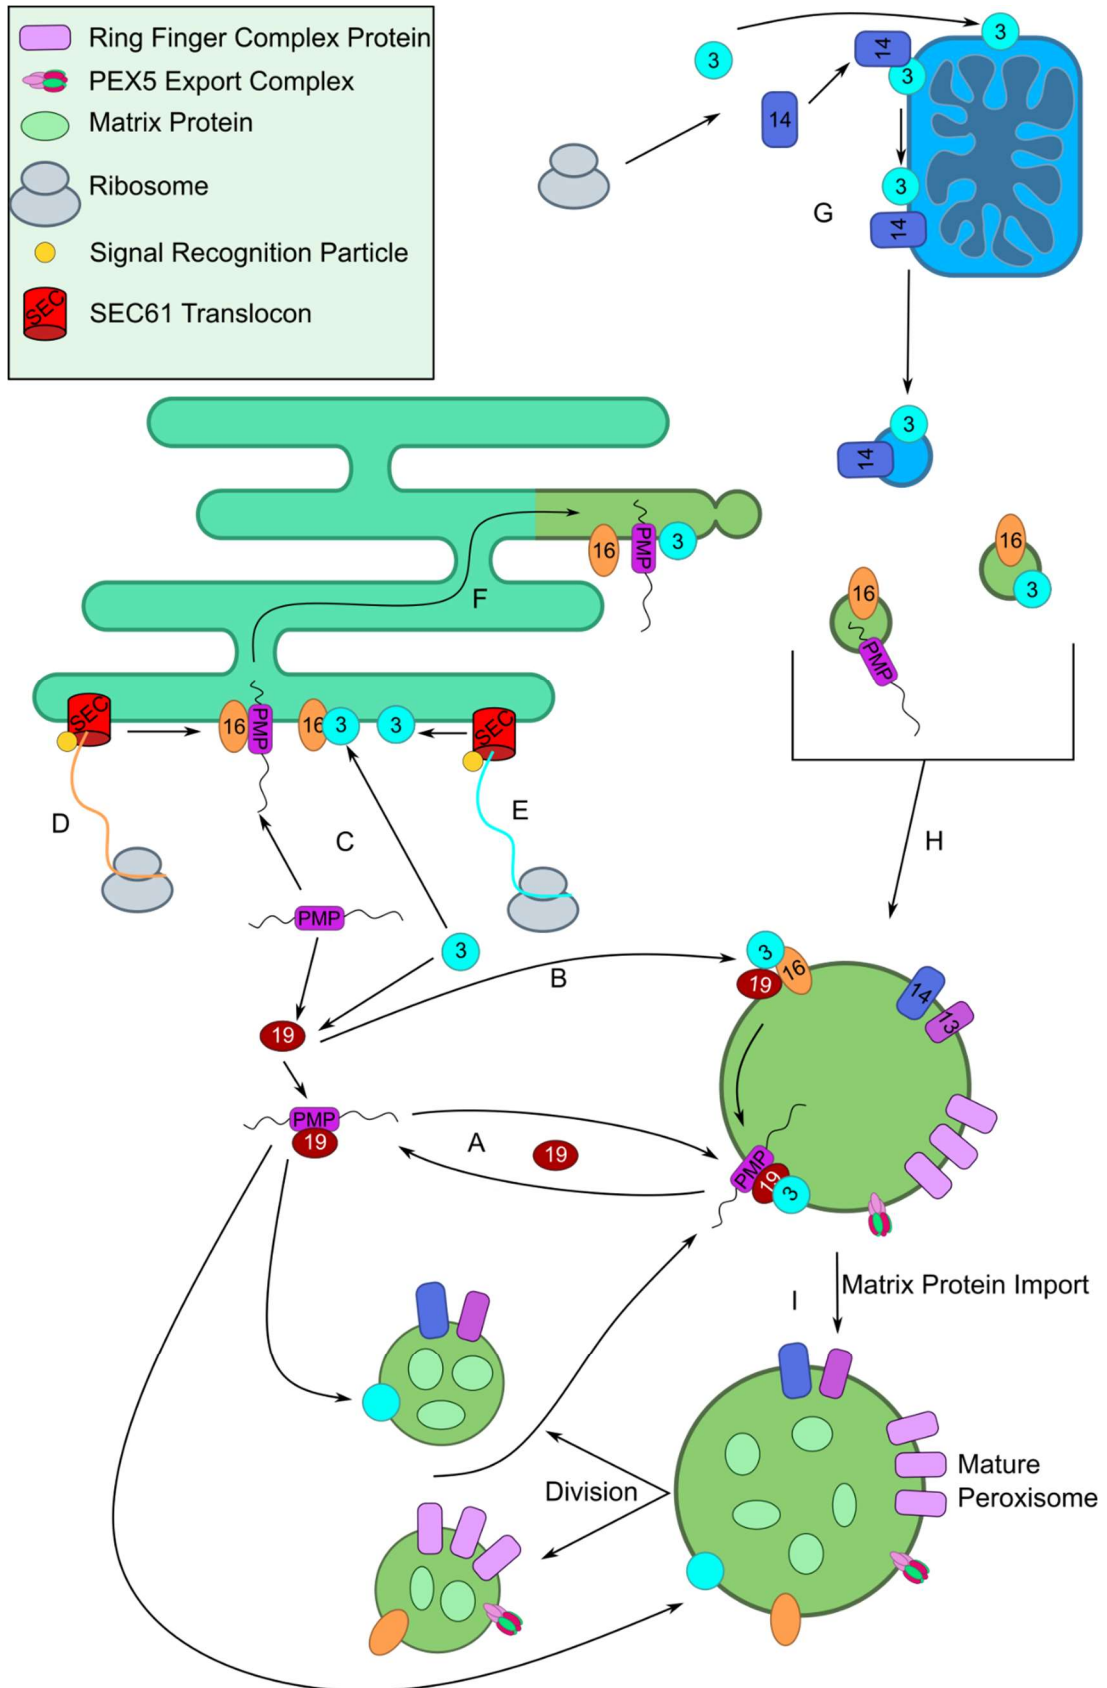 Ring Finger Complex Protein
PEX5 Export Complex
Matrix Protein
Ribosome
Signal Recognition Particle
SEC
SEC61 Translocon
3
3
14
3
14
3
14
G
3
14
16
PMP
3
16
3
16
PMP
F
SEC
16
PMP
16
3
3
SEC
D
E
C
H
PMP
3
B
3
16
19
14
13
19
PMP
19
A
19
PMP
19
3
I
Matrix Protein Import
Division
Mature
Peroxisome